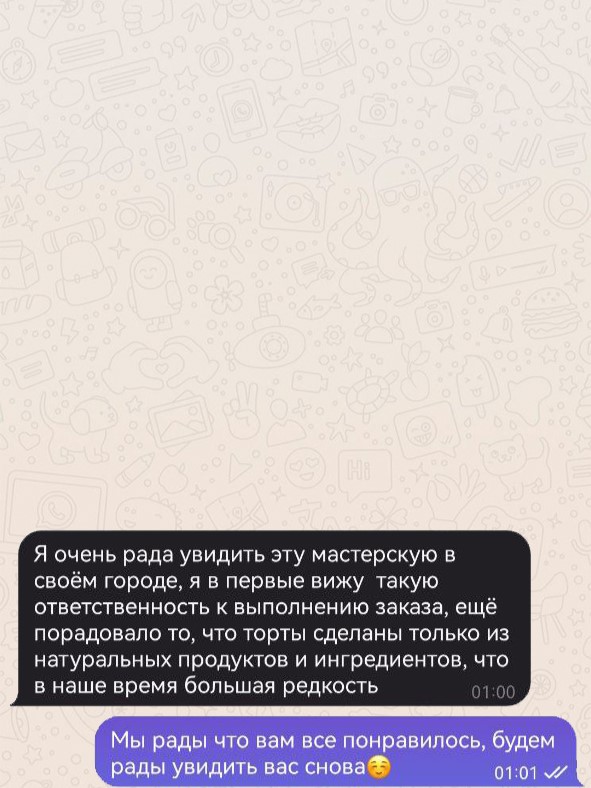 Hi
Я очень рада увидить эту мастерскую в
своём городе, я в первые вижу  такую
ответственность к выполнению заказа, ещё
порадовало то, что торты сделаны только из
натуральных продуктов и ингредиентов, что
в наше время большая редкость
01:00
Мы рады что вам все понравилось, будем
рады увидить вас снова☺️
01:01